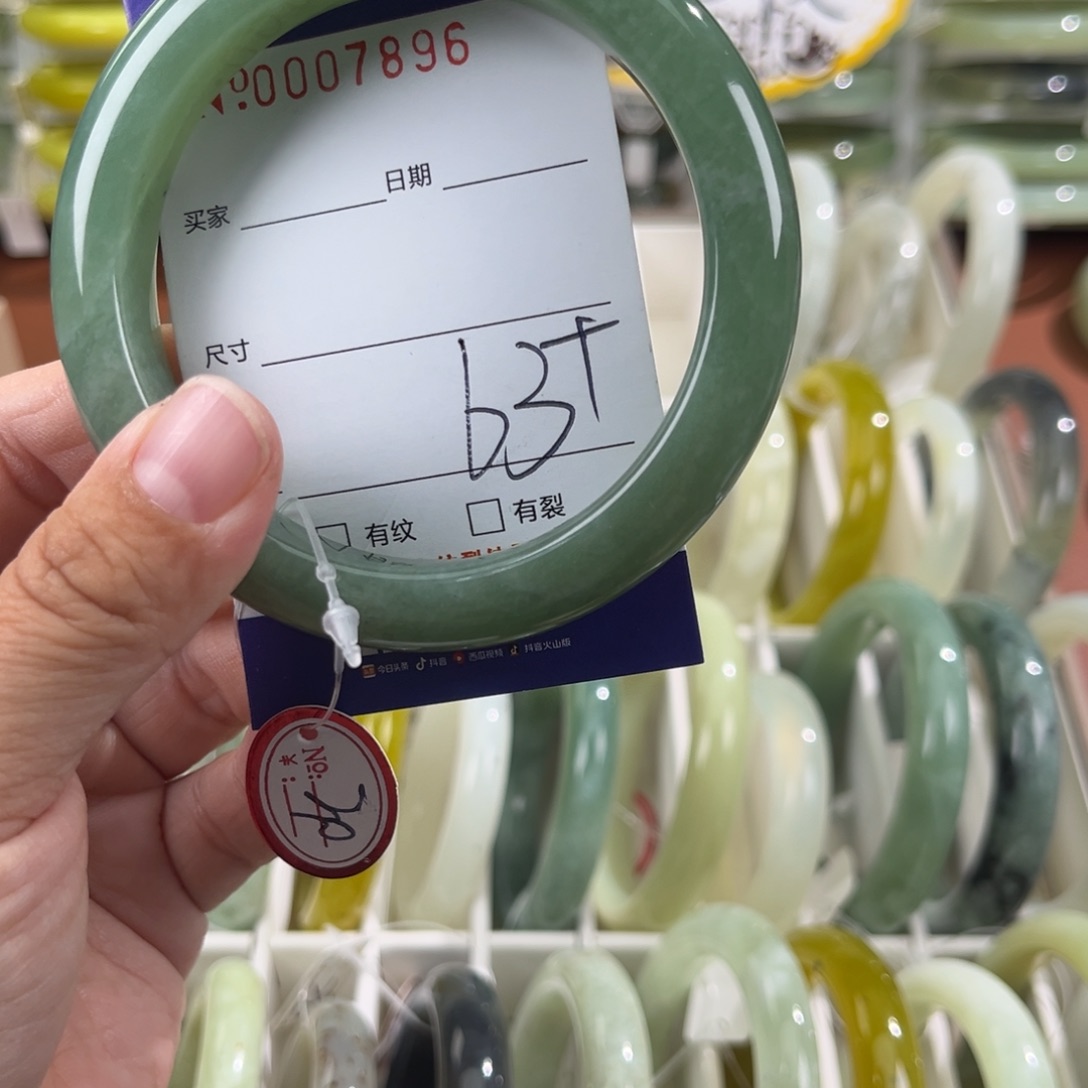 №0007896
买家 日期
尺寸
63T
有纹 有裂
今日头条 抖音 西瓜视频 抖音火山版
№: